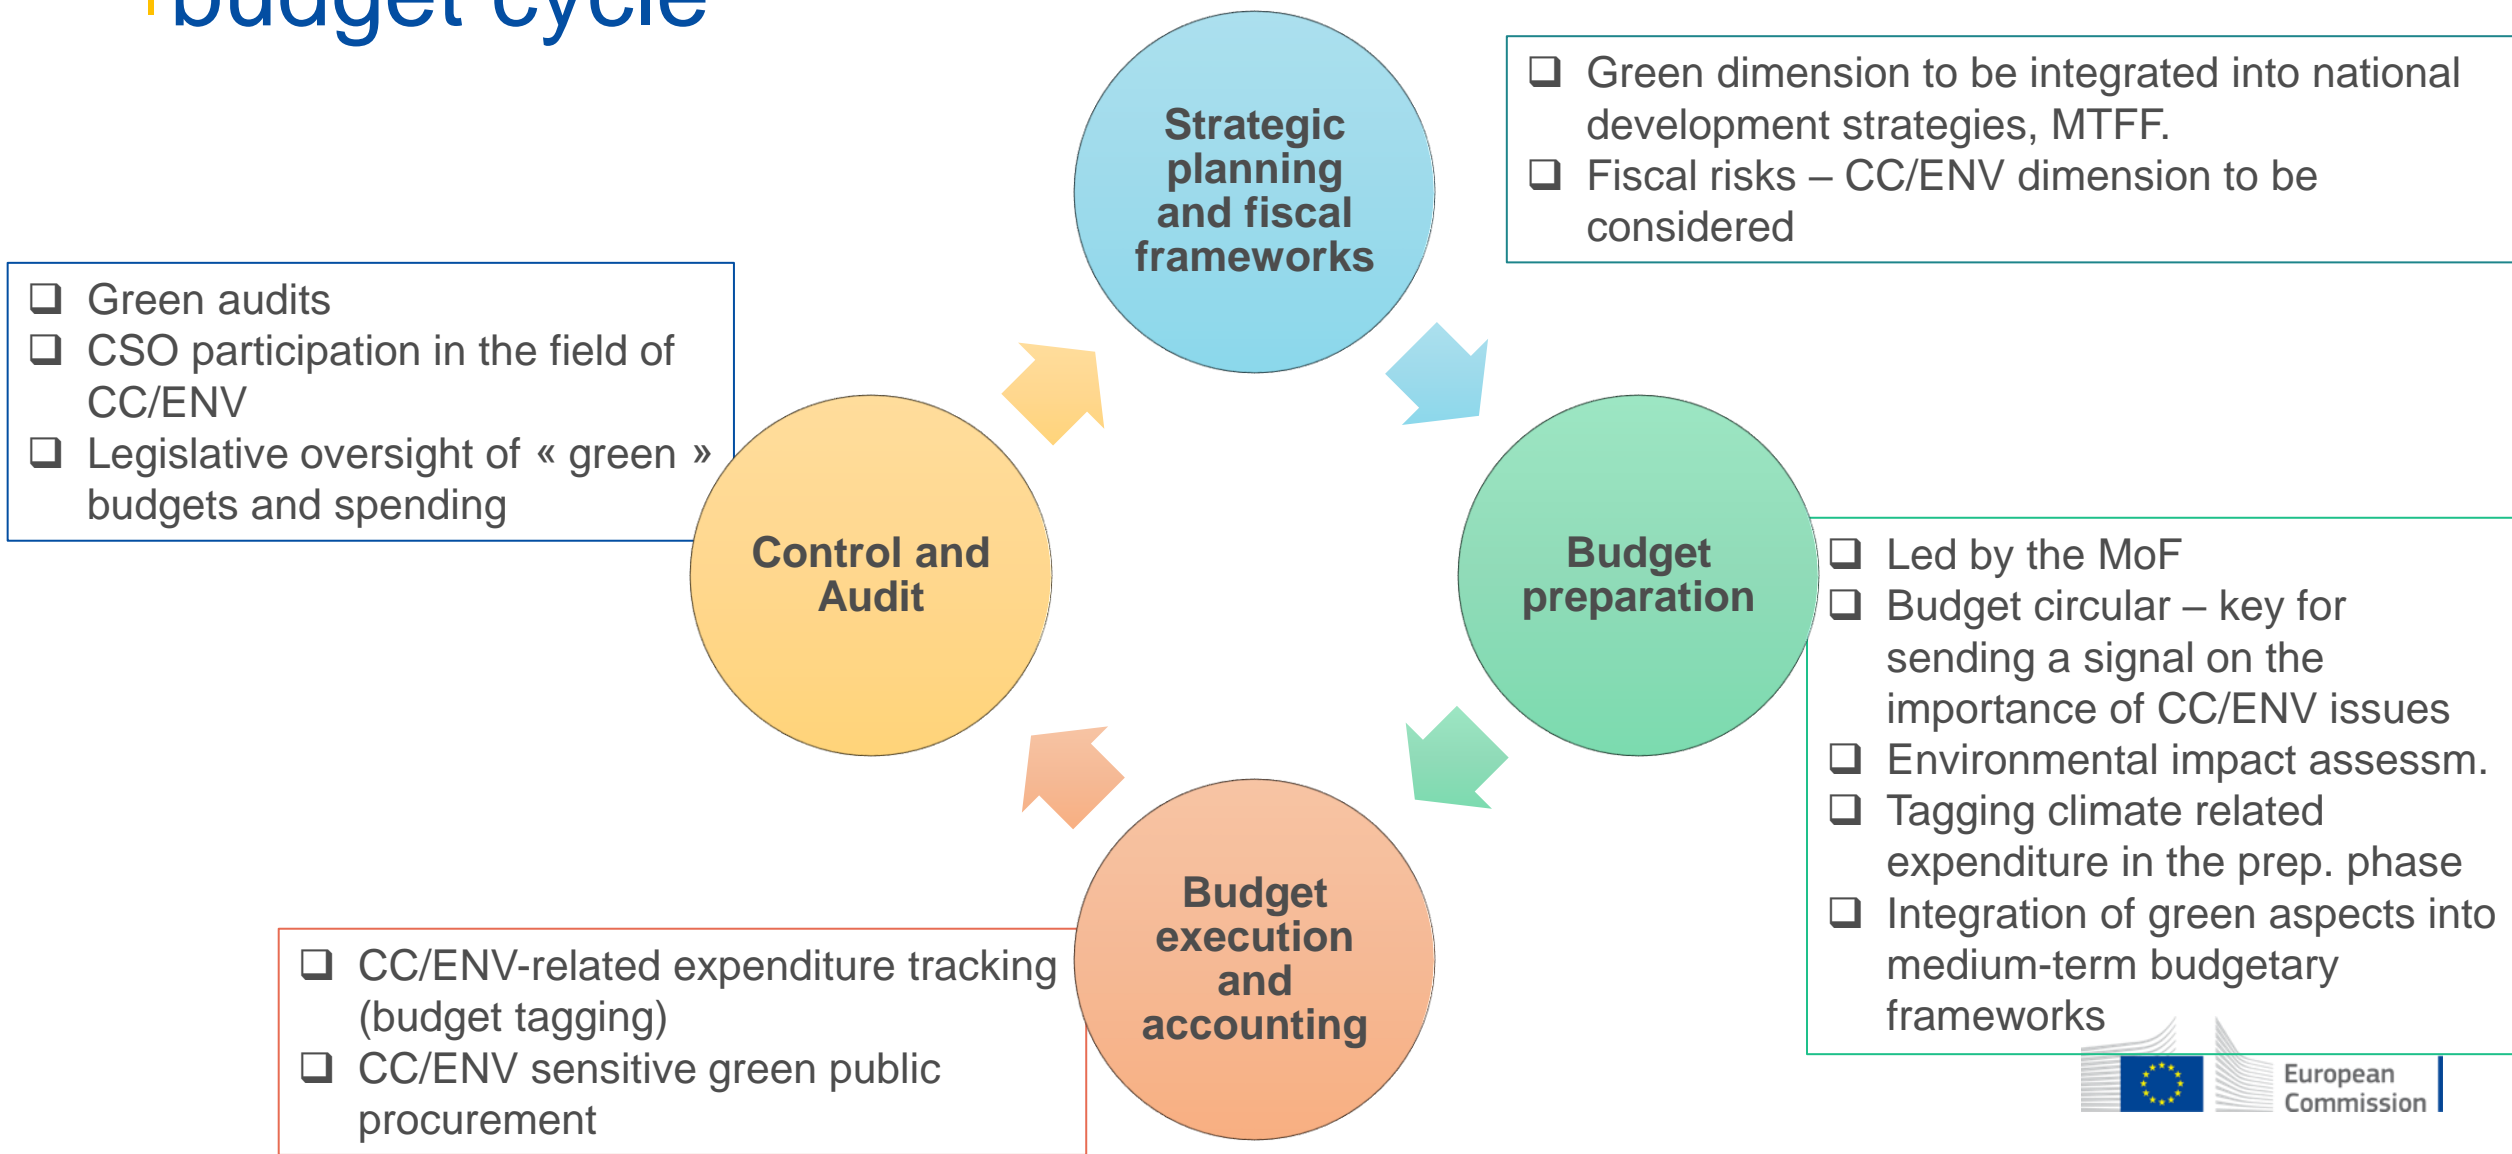 budget cycle
Strategic
planning
and fiscal
frameworks
❑ Green dimension to be integrated into national
development strategies, MTFF.
❑ Fiscal risks – CC/ENV dimension to be
considered
❑ Green audits
❑ CSO participation in the field of
CC/ENV
❑ Legislative oversight of « green »
budgets and spending
Control and
Audit
Budget
preparation
❑ Led by the MoF
❑ Budget circular – key for
sending a signal on the
importance of CC/ENV issues
❑ Environmental impact assessm.
❑ Tagging climate related
expenditure in the prep. phase
❑ Integration of green aspects into
medium-term budgetary
frameworks
Budget
execution
and
accounting
❑ CC/ENV-related expenditure tracking
(budget tagging)
❑ CC/ENV sensitive green public
procurement
European
Commission